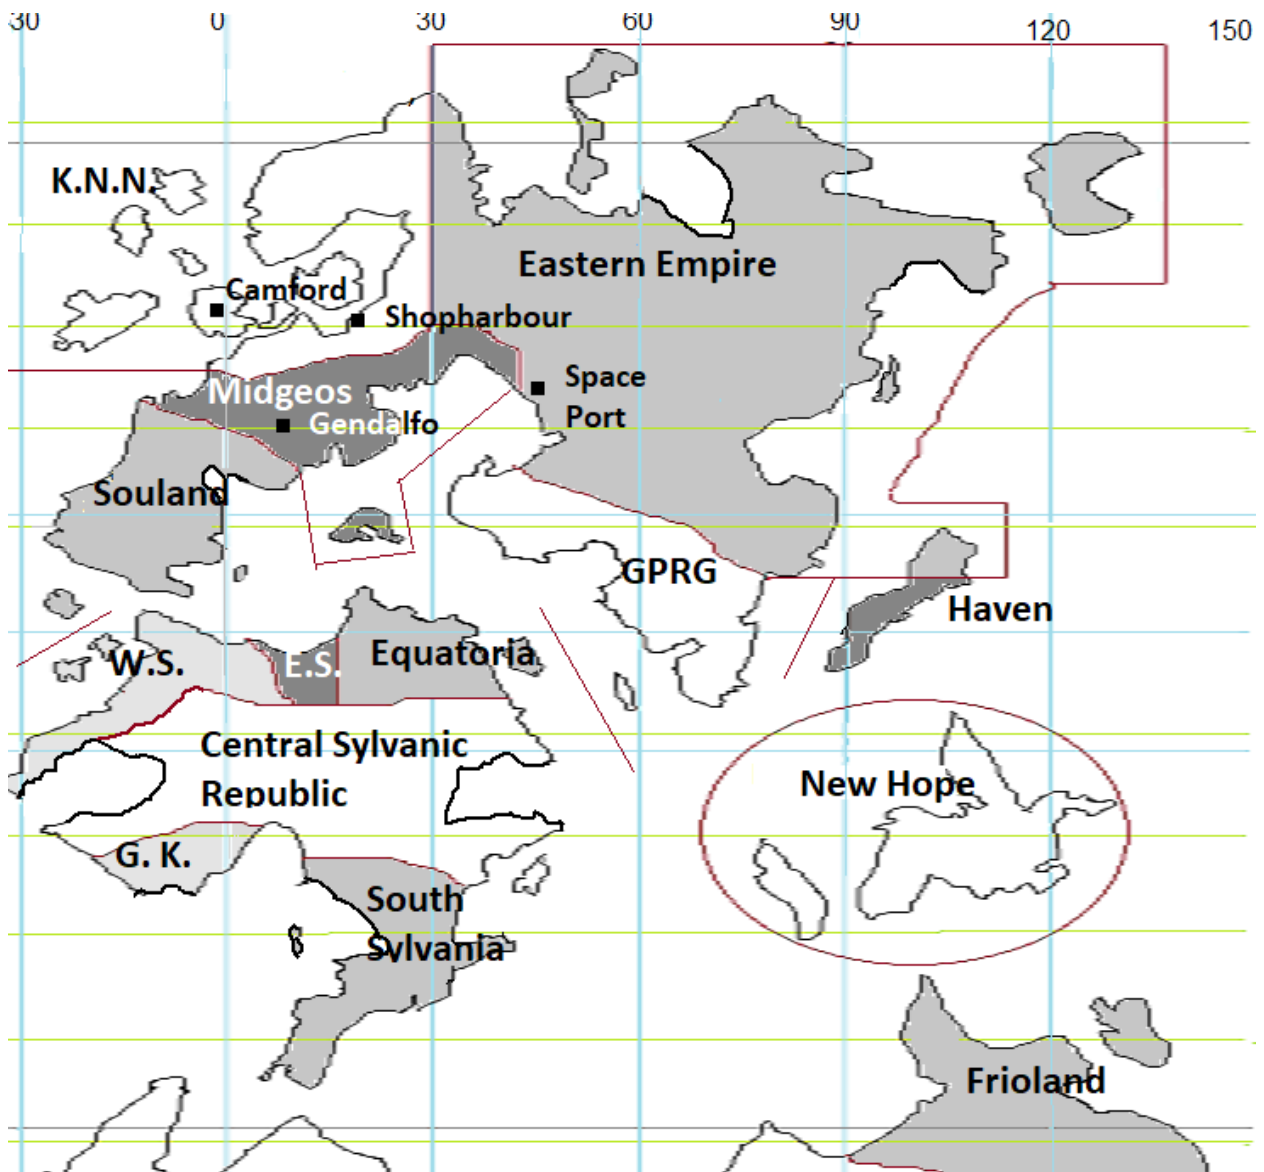 30 0 30 60 90 120 150
K.N.N.
Eastern Empire
Camford
Shopharbour
Space
Port
Midgeos
Gendalfo
Souland
GPRG
Haven
W.S.
E.S.
Equatoria
Central Sylvanic
Republic
New Hope
G. K.
South
Sylvania
Frioland